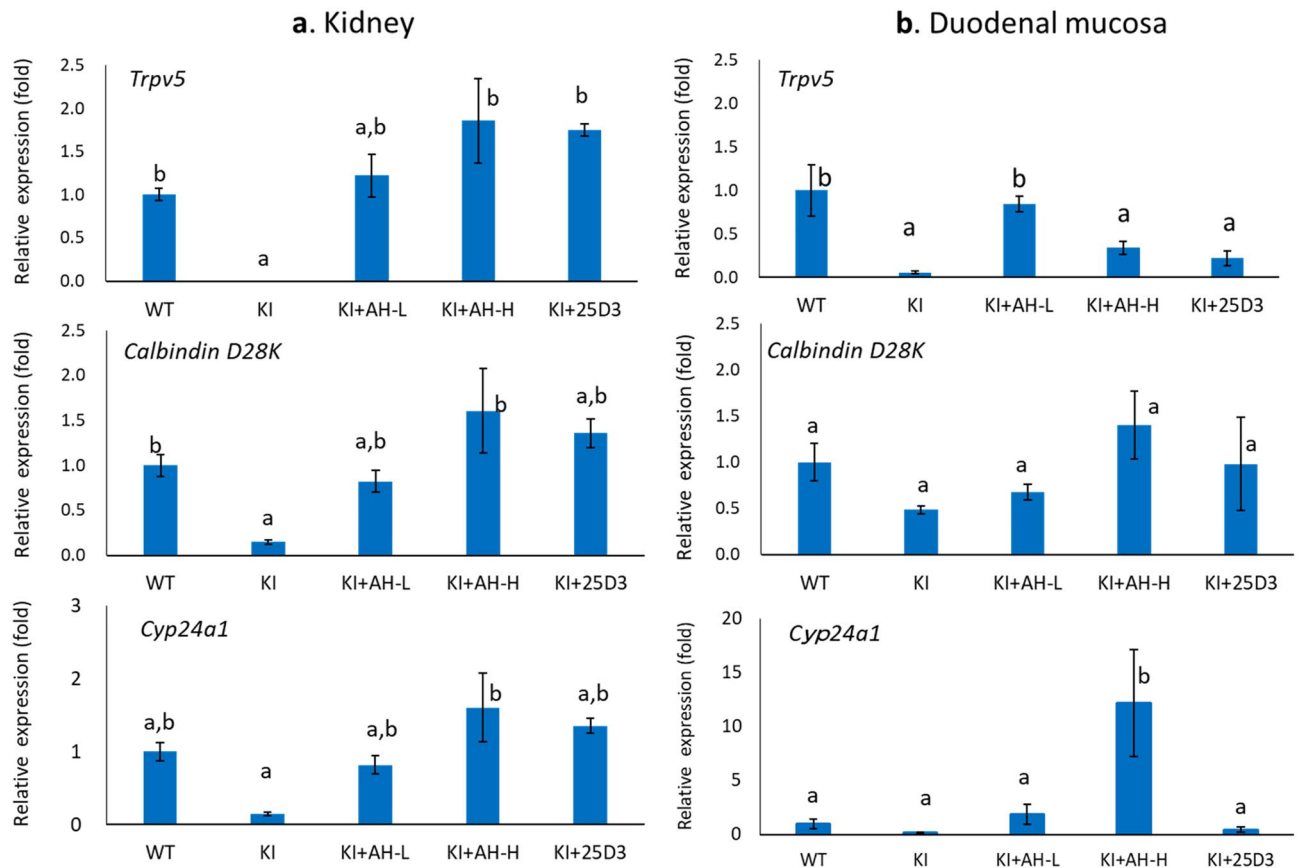 a. Kidney
Relative expression (fold)
2.5
2.0
1.5
1.0
0.5
0.0
Trpv5
b
a
a,b
b
b
WT KI KI+AH-L KI+AH-H KI+25D3
Relative expression (fold)
2.5
2.0
1.5
1.0
0.5
0.0
Calbindin D28K
b
a
a,b
b
a,b
WT KI KI+AH-L KI+AH-H KI+25D3
Relative expression (fold)
3
2
1
0
Cyp24a1
a,b
a
a,b
b
a,b
WT KI KI+AH-L KI+AH-H KI+25D3
b. Duodenal mucosa
Relative expression (fold)
2.5
2.0
1.5
1.0
0.5
0.0
Trpv5
b
a
b
a
a
WT KI KI+AH-L KI+AH-H KI+25D3
Relative expression (fold)
2.5
2.0
1.5
1.0
0.5
0.0
Calbindin D28K
a
a
a
a
a
WT KI KI+AH-L KI+AH-H KI+25D3
Relative expression (fold)
20
15
10
5
0
Cyp24a1
a
a
a
b
a
WT KI KI+AH-L KI+AH-H KI+25D3